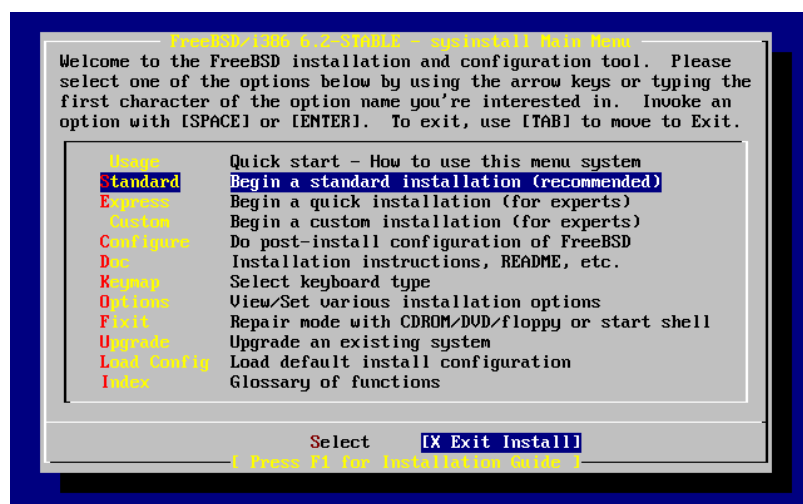 FreeBSD/i386 6.2-STABLE - sysinstall Main Menu
Welcome to the FreeBSD installation and configuration tool.  Please
select one of the options below by using the arrow keys or typing the
first character of the option name you're interested in.  Invoke an
option with [SPACE] or [ENTER].  To exit, use [TAB] to move to Exit.
Usage Quick start - How to use this menu system
Standard Begin a standard installation (recommended)
Express Begin a quick installation (for experts)
Custom Begin a custom installation (for experts)
Configure Do post-install configuration of FreeBSD
Doc Installation instructions, README, etc.
Keymap Select keyboard type
Options View/Set various installation options
Fixit Repair mode with CDROM/DVD/floppy or start shell
Upgrade Upgrade an existing system
Load Config Load default install configuration
Index Glossary of functions
Select [X Exit Install]
[ Press F1 for Installation Guide ]